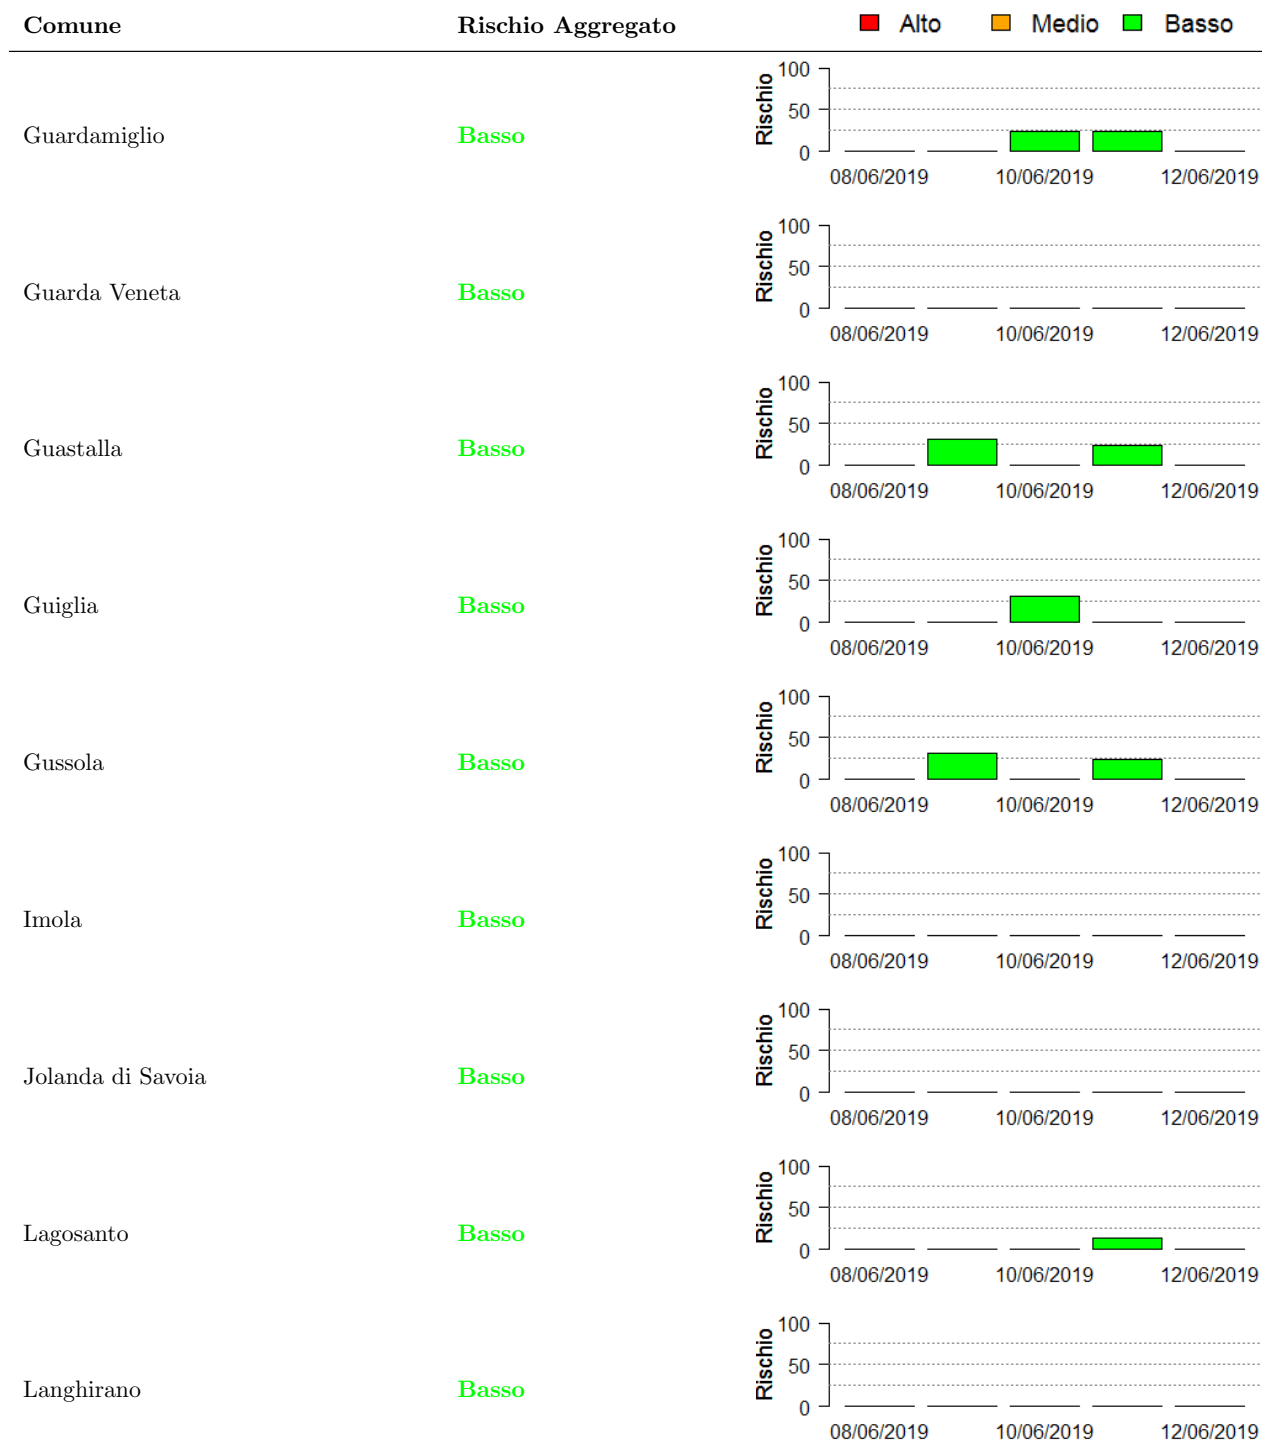 Comune Rischio Aggregato Alto Medio Basso
Guardamiglio Basso
Rischio
100
50
0
08/06/2019 10/06/2019 12/06/2019
Guarda Veneta Basso
Rischio
100
50
0
08/06/2019 10/06/2019 12/06/2019
Guastalla Basso
Rischio
100
50
0
08/06/2019 10/06/2019 12/06/2019
Guiglia Basso
Rischio
100
50
0
08/06/2019 10/06/2019 12/06/2019
Gussola Basso
Rischio
100
50
0
08/06/2019 10/06/2019 12/06/2019
Imola Basso
Rischio
100
50
0
08/06/2019 10/06/2019 12/06/2019
Jolanda di Savoia Basso
Rischio
100
50
0
08/06/2019 10/06/2019 12/06/2019
Lagosanto Basso
Rischio
100
50
0
08/06/2019 10/06/2019 12/06/2019
Langhirano Basso
Rischio
100
50
0
08/06/2019 10/06/2019 12/06/2019